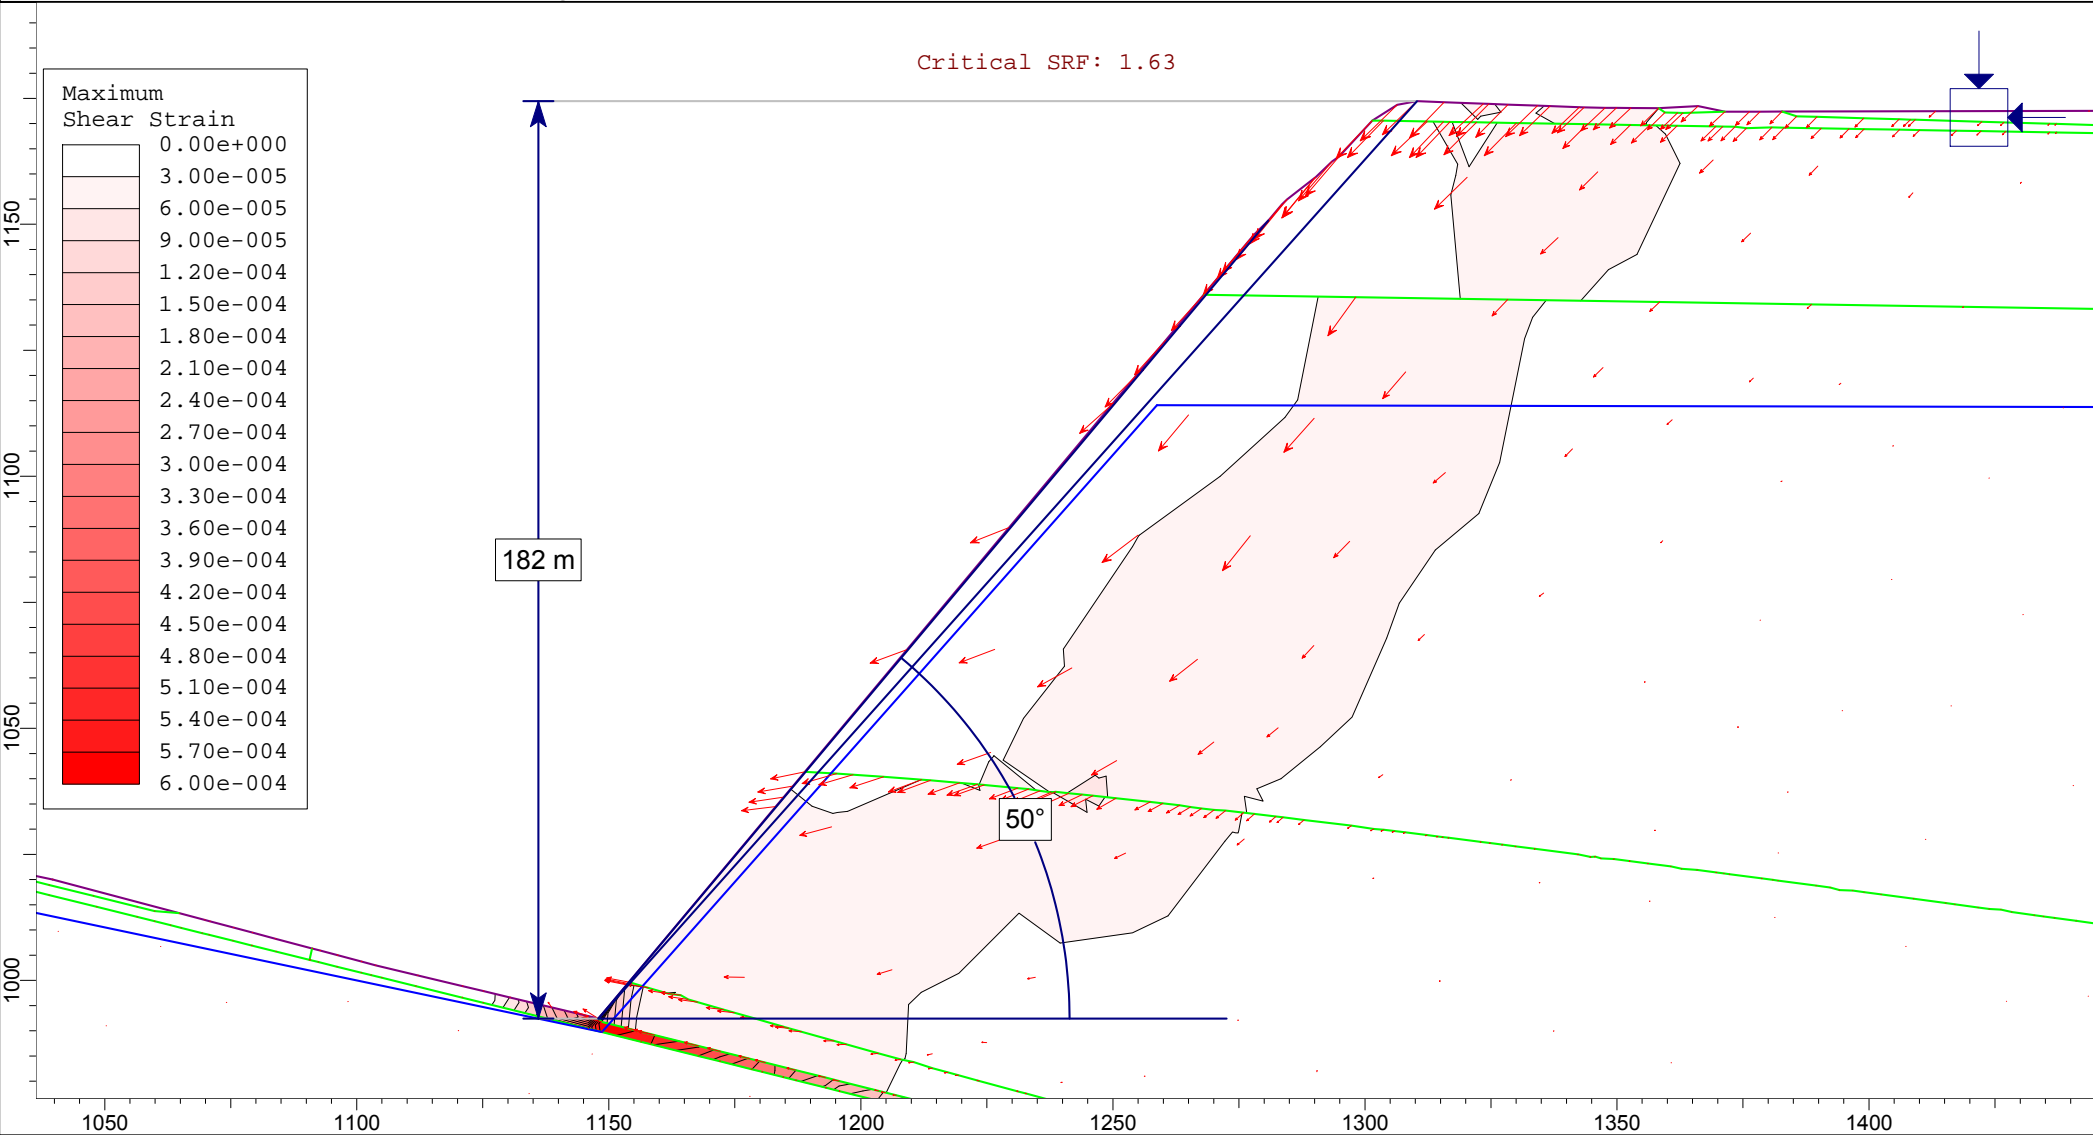 Critical SRF: 1.63
Maximum
Shear Strain
0.00e+000
3.00e-005
6.00e-005
9.00e-005
1.20e-004
1.50e-004
1.80e-004
2.10e-004
2.40e-004
2.70e-004
3.00e-004
3.30e-004
3.60e-004
3.90e-004
4.20e-004
4.50e-004
4.80e-004
5.10e-004
5.40e-004
5.70e-004
6.00e-004
182 m
50°
1150
1100
1050
1000
1050
1100
1150
1200
1250
1300
1350
1400